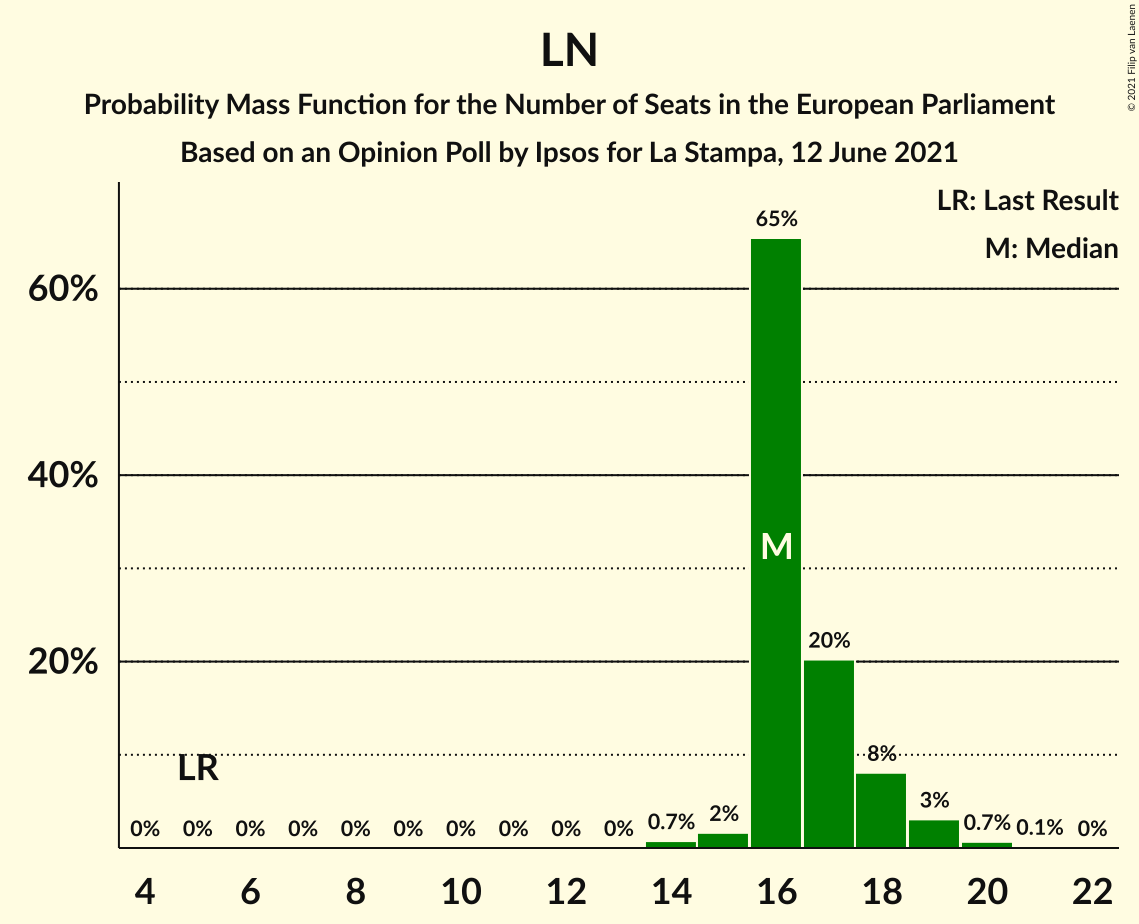 © 2021 Filip van Laenen
LN
Probability Mass Function for the Number of Seats in the European Parliament
Based on an Opinion Poll by Ipsos for La Stampa, 12 June 2021
LR: Last Result
M: Median
65%
60%
40%
M
20%
20%
LR
8%
3%
2%
0% 0% 0% 0% 0% 0% 0% 0% 0% 0% 0.7% 0.7% 0.1% 0%
4 6 8 10 12 14 16 18 20 22